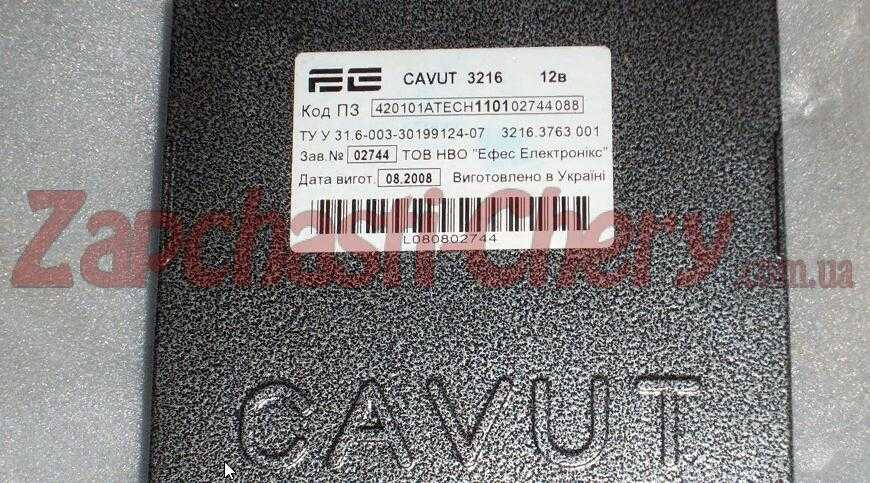 CAVUT 3216 12в
Код ПЗ 420101ATECH110102744088
ТУ У 31.6-003-30199124-07 3216.3763 001
Зав.№ 02744 ТОВ НВО "Ефес Електронікс"
Дата вигот. 08.2008 Виготовлено в Україні
L080802744
Zapchasti-Chery.com.ua
CAVUT